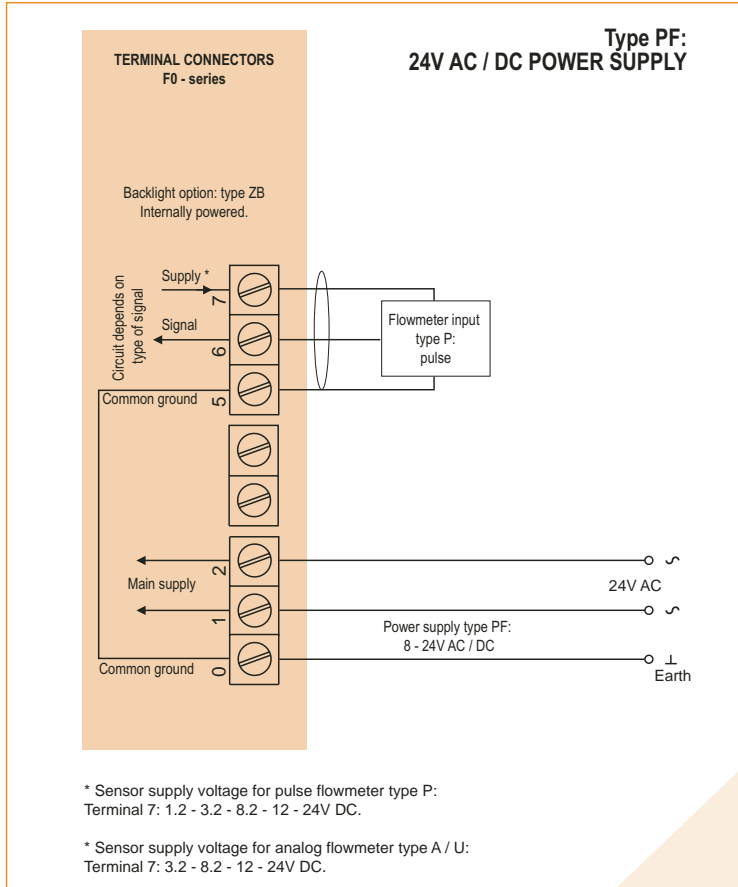 Type PF:
24V AC / DC POWER SUPPLY
TERMINAL CONNECTORS
F0 - series
Backlight option: type ZB
Internally powered.
Circuit depends on
type of signal
Supply *
7
Signal
6
Common ground
5
Flowmeter input
type P:
pulse
2
Main supply
1
24V AC
Power supply type PF:
8 - 24V AC / DC
Common ground
0
Earth
* Sensor supply voltage for pulse flowmeter type P:
Terminal 7: 1.2 - 3.2 - 8.2 - 12 - 24V DC.
* Sensor supply voltage for analog flowmeter type A / U:
Terminal 7: 3.2 - 8.2 - 12 - 24V DC.